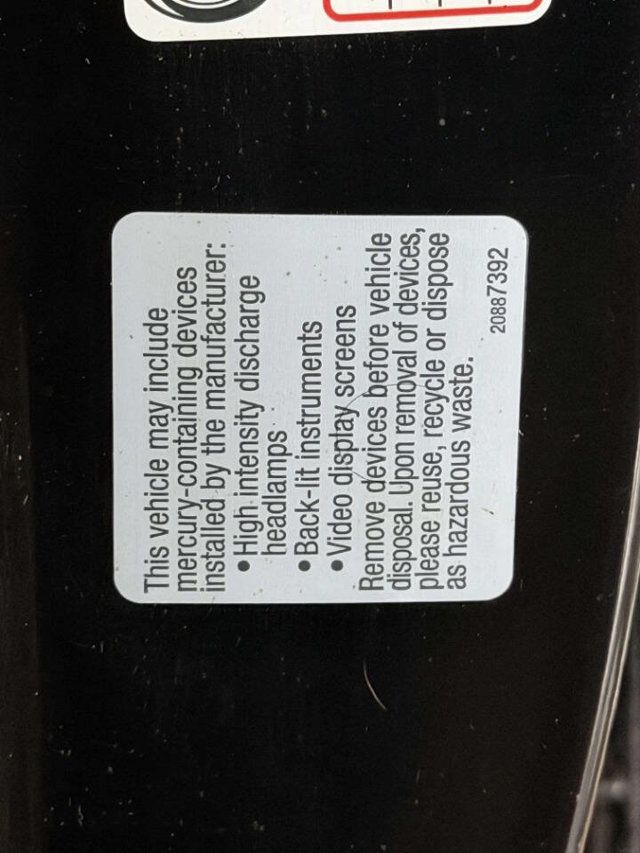 This vehicle may include
mercury-containing devices
installed by the manufacturer:
• High intensity discharge
headlamps
• Back-lit instruments
• Video display screens
Remove devices before vehicle
disposal. Upon removal of devices,
please reuse, recycle or dispose
as hazardous waste.
20887392